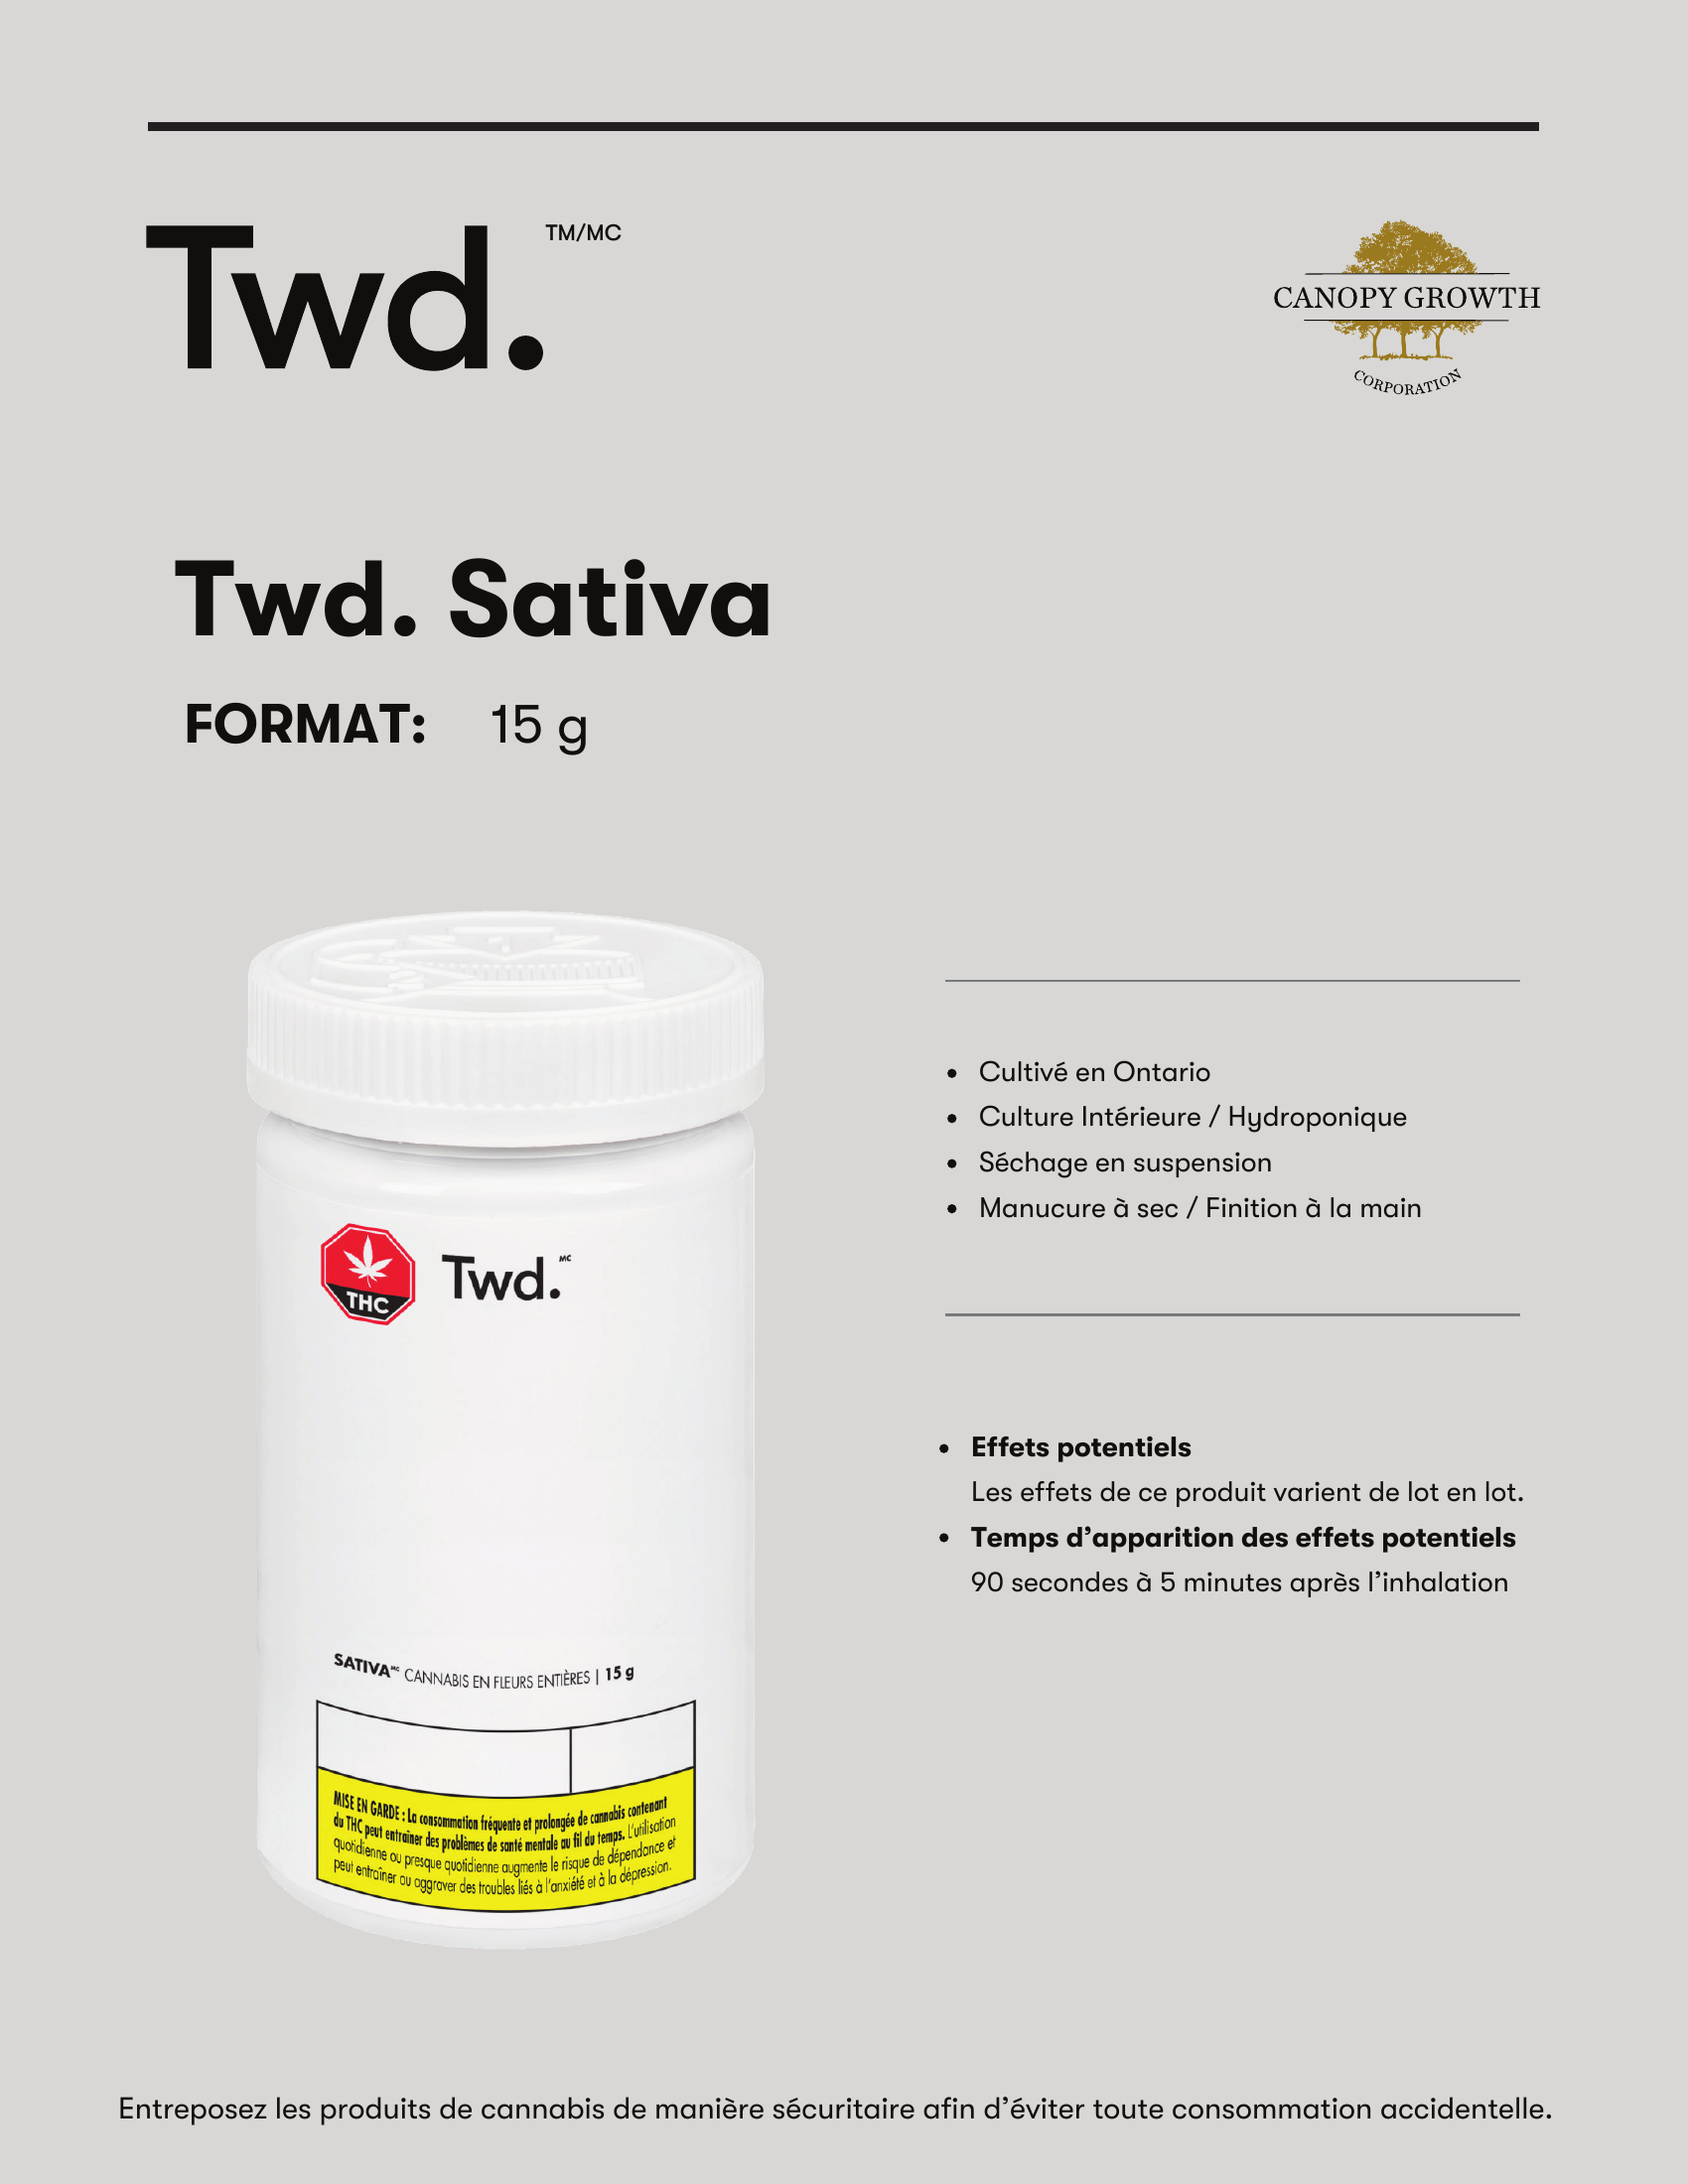 Twd. TM/MC
CANOPY GROWTH
CORPORATION
Twd. Sativa
FORMAT: 15 g
THC
Twd.MC
SATIVAMC CANNABIS EN FLEURS ENTIÈRES | 15 g
MISE EN GARDE : La consommation fréquente et prolongée de cannabis contenant
du THC peut entraîner des problèmes de santé mentale au fil du temps. L'utilisation
quotidienne ou presque quotidienne augmente le risque de dépendance et
peut entraîner ou aggraver des troubles liés à l'anxiété et à la dépression.
• Cultivé en Ontario
• Culture Intérieure / Hydroponique
• Séchage en suspension
• Manucure à sec / Finition à la main
• Effets potentiels
Les effets de ce produit varient de lot en lot.
• Temps d’apparition des effets potentiels
90 secondes à 5 minutes après l’inhalation
Entreposez les produits de cannabis de manière sécuritaire afin d’éviter toute consommation accidentelle.